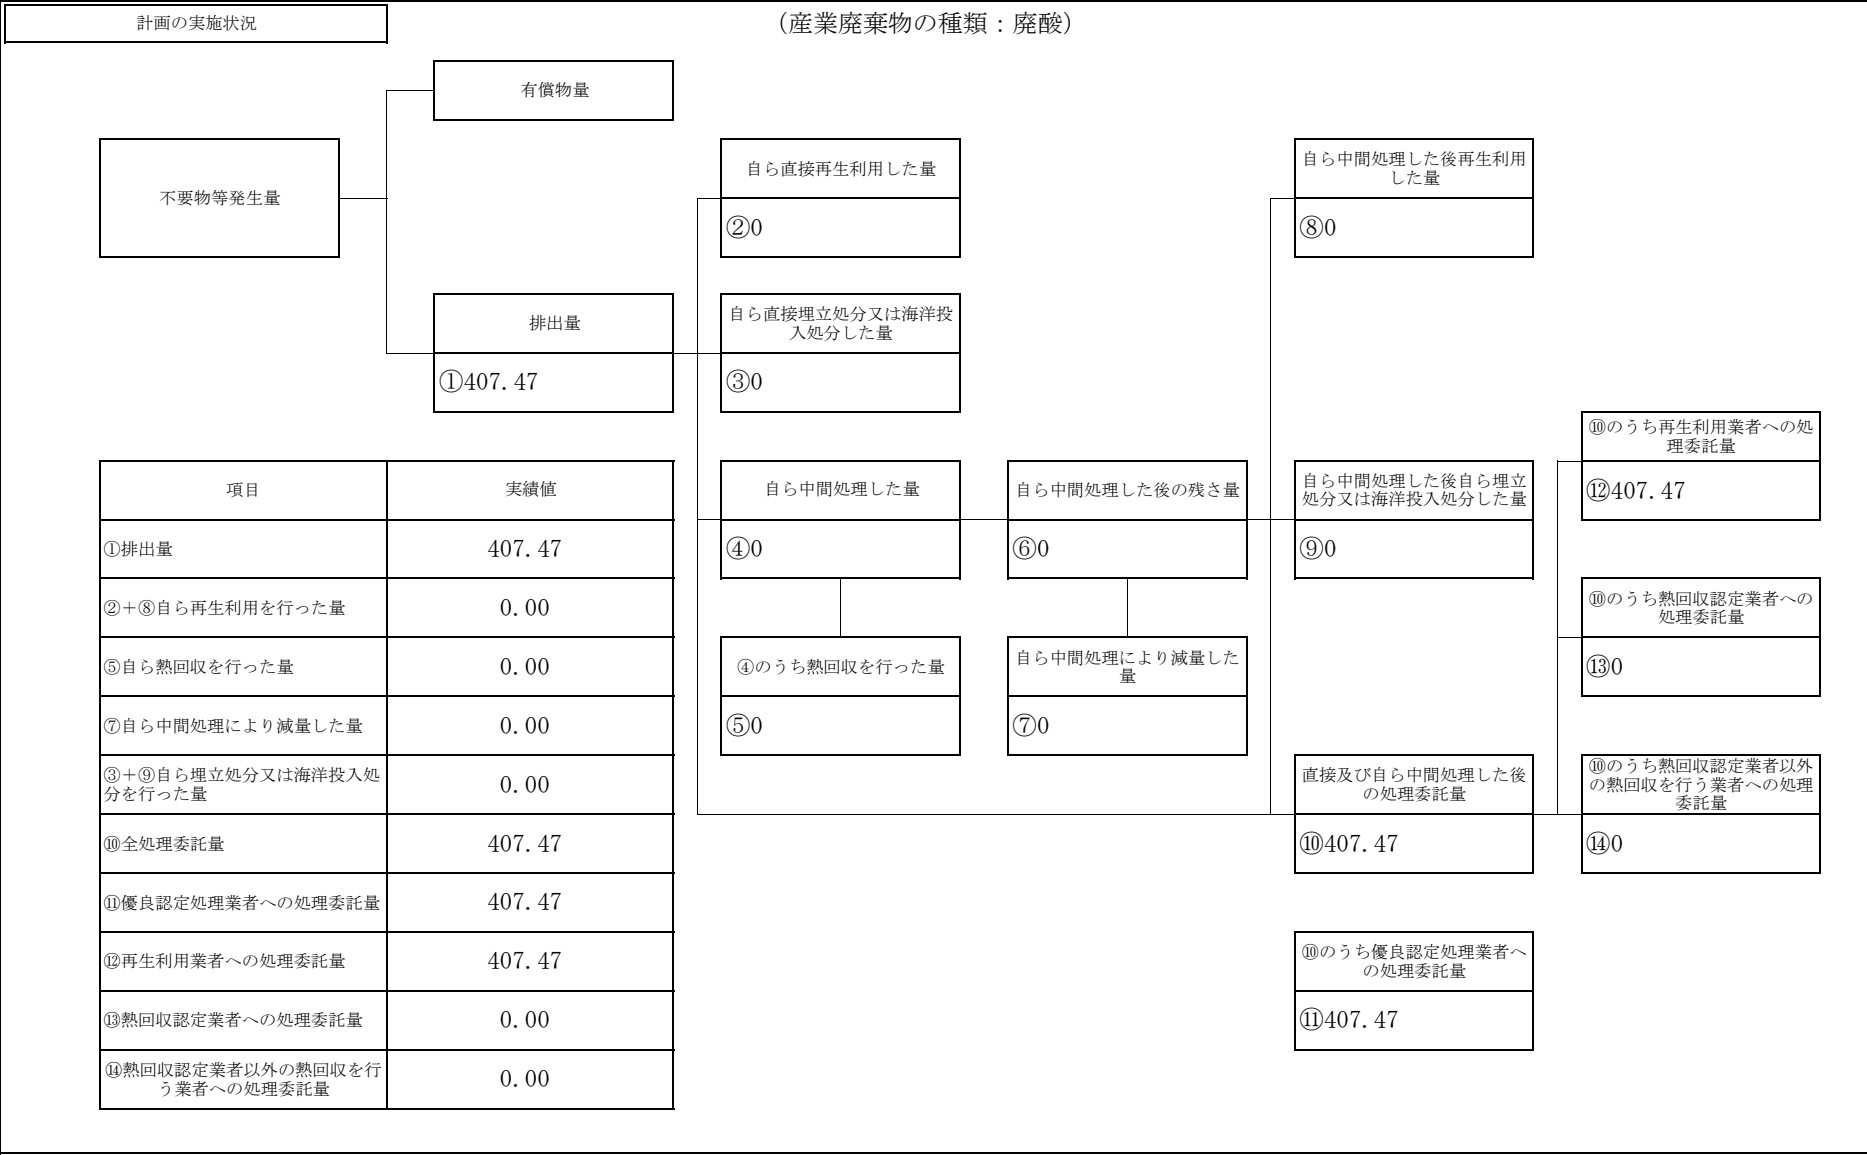 計画の実施状況
（産業廃棄物の種類：廃酸）
有償物量
不要物等発生量
自ら直接再生利用した量
②0
自ら中間処理した後再生利用
した量
⑧0
排出量
①407.47
自ら直接埋立処分又は海洋投
入処分した量
③0
⑩のうち再生利用業者への処
理委託量
⑫407.47
自ら中間処理した量
④0
自ら中間処理した後の残さ量
⑥0
自ら中間処理した後自ら埋立
処分又は海洋投入処分した量
⑨0
⑩のうち熱回収認定業者への
処理委託量
⑬0
④のうち熱回収を行った量
⑤0
自ら中間処理により減量した
量
⑦0
直接及び自ら中間処理した後
の処理委託量
⑩407.47
⑩のうち熱回収認定業者以外
の熱回収を行う業者への処理
委託量
⑭0
⑩のうち優良認定処理業者へ
の処理委託量
⑪407.47
項目 実績値
①排出量 407.47
②＋⑧自ら再生利用を行った量 0.00
⑤自ら熱回収を行った量 0.00
⑦自ら中間処理により減量した量 0.00
③＋⑨自ら埋立処分又は海洋投入処
分を行った量 0.00
⑩全処理委託量 407.47
⑪優良認定処理業者への処理委託量 407.47
⑫再生利用業者への処理委託量 407.47
⑬熱回収認定業者への処理委託量 0.00
⑭熱回収認定業者以外の熱回収を行
う業者への処理委託量 0.00